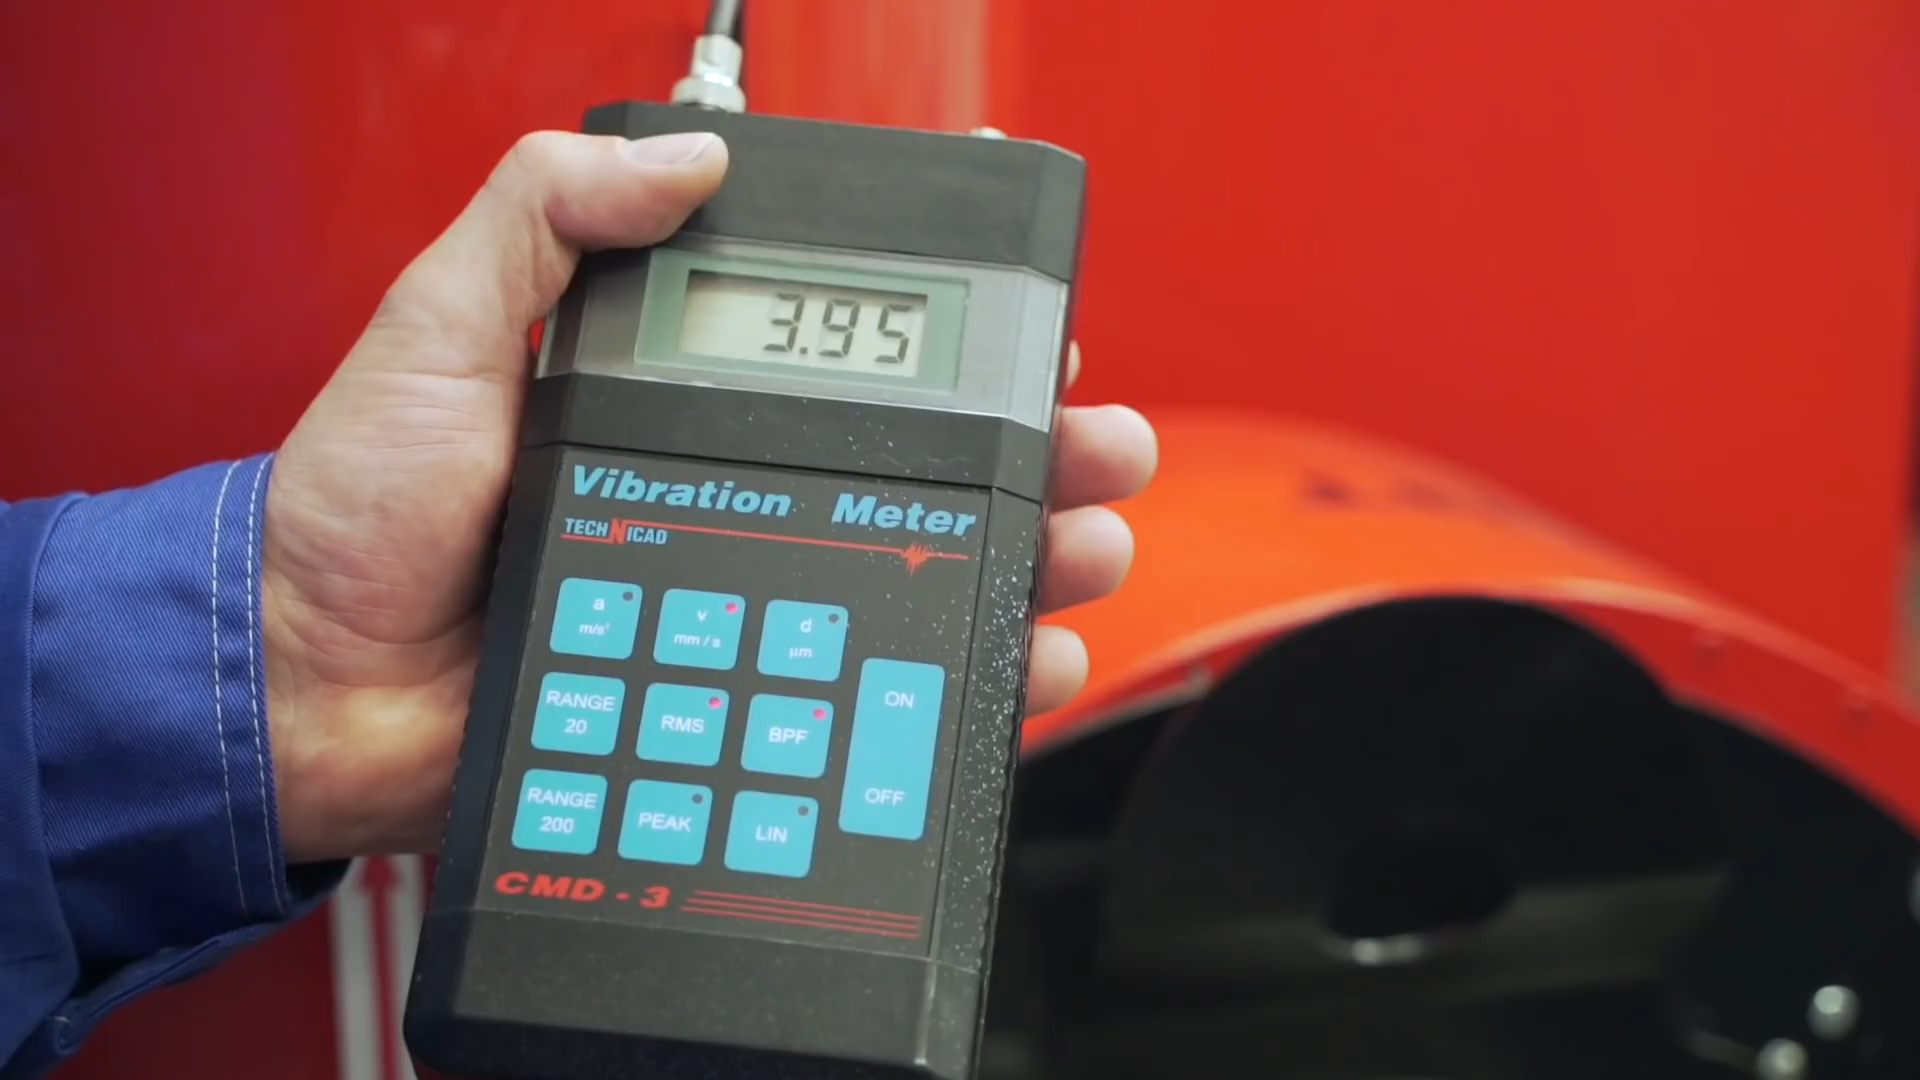 3.95
Vibration Meter
TECHNICAD
a
m/s²
v
mm/s
d
µm
RANGE
20
RMS
BPF
ON
OFF
RANGE
200
PEAK
LIN
CMD - 3